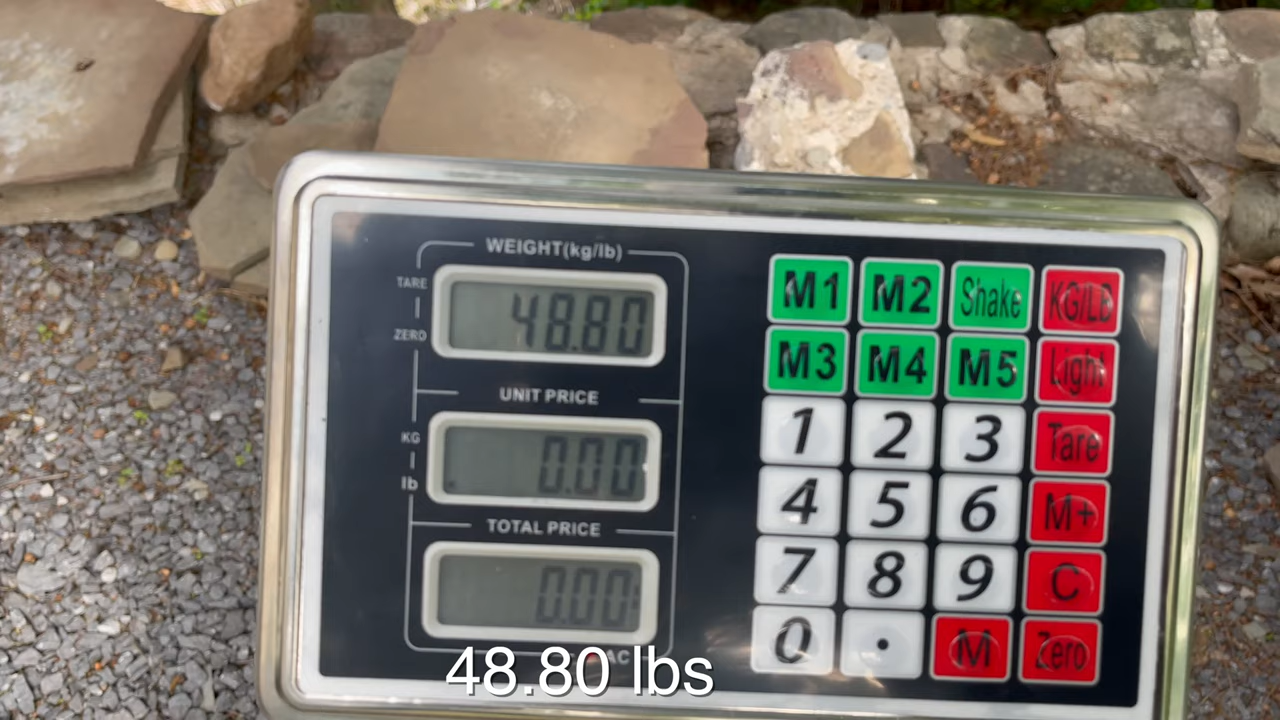 WEIGHT(kg/lb)
TARE
ZERO
48.80
UNIT PRICE
KG
lb
0.00
TOTAL PRICE
0.00
AC
M1 M2 Shake KG/LB
M3 M4 M5 Light
1 2 3 Tare
4 5 6 M+
7 8 9 C
0 . M Zero
48.80 lbs